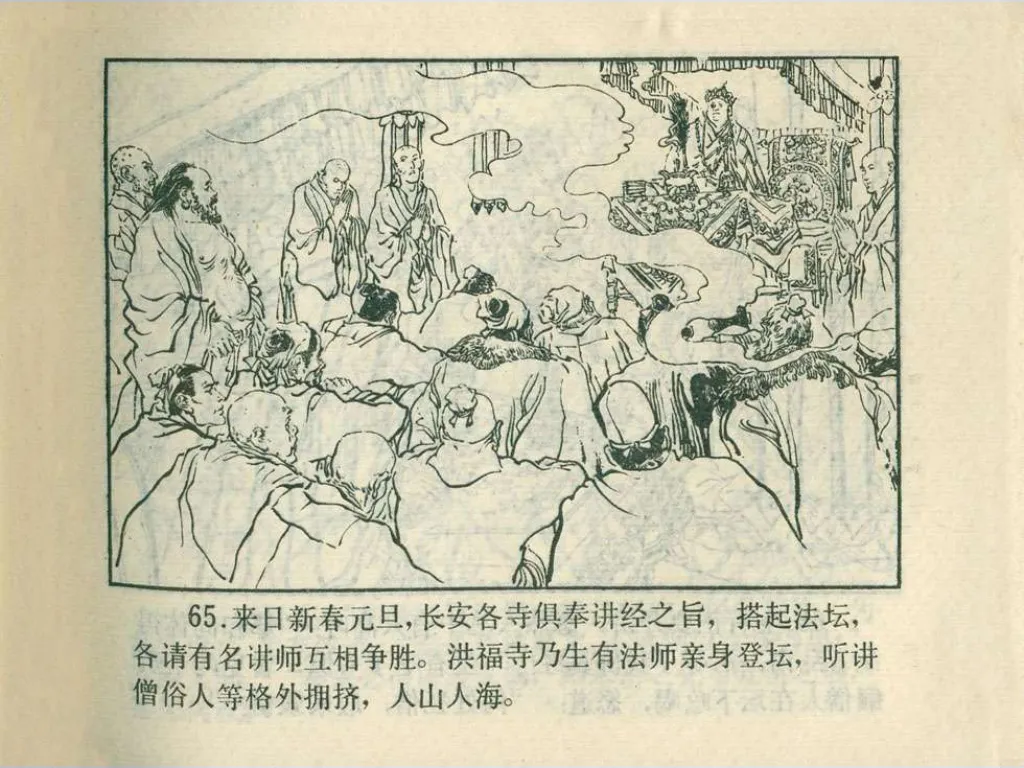 65.来日新春元旦，长安各寺俱奉讲经之旨，搭起法坛，
各请有名讲师互相争胜。洪福寺乃生有法师亲身登坛，听讲
僧俗人等格外拥挤，人山人海。